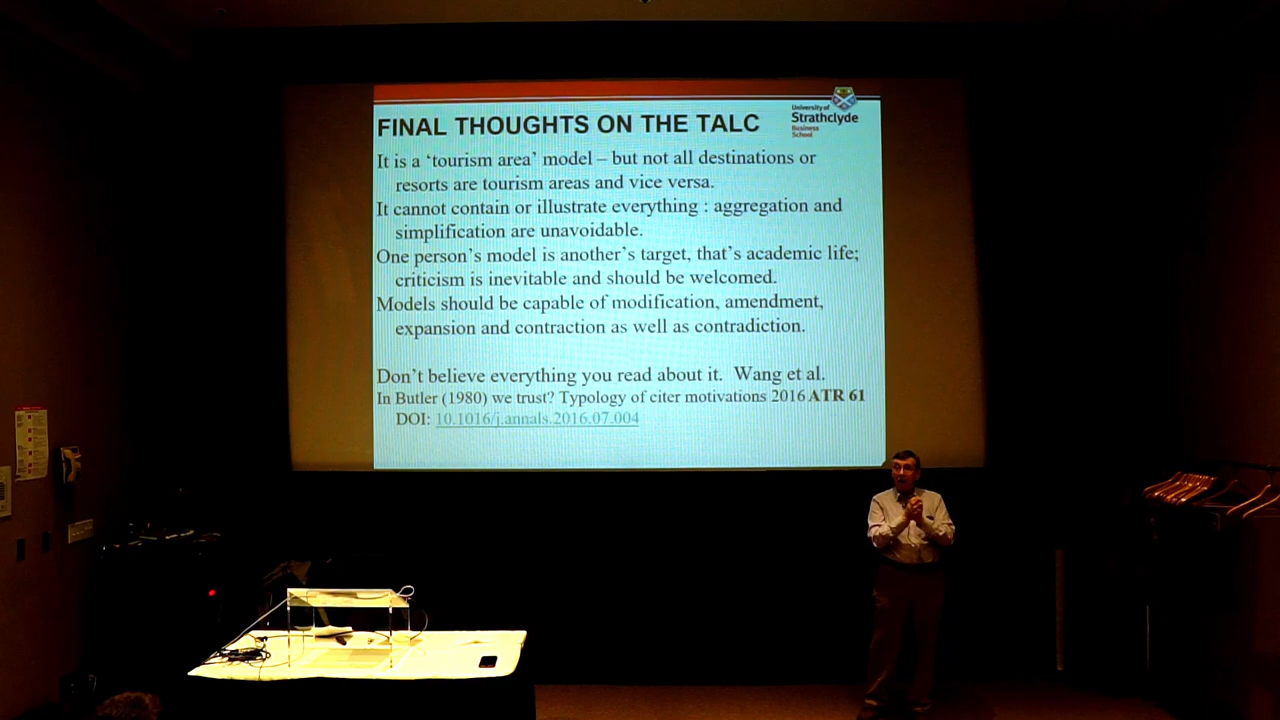 University of
Strathclyde
Business
School
FINAL THOUGHTS ON THE TALC
It is a ‘tourism area’ model – but not all destinations or
resorts are tourism areas and vice versa.
It cannot contain or illustrate everything : aggregation and
simplification are unavoidable.
One person’s model is another’s target, that’s academic life;
criticism is inevitable and should be welcomed.
Models should be capable of modification, amendment,
expansion and contraction as well as contradiction.
Don’t believe everything you read about it. Wang et al.
In Butler (1980) we trust? Typology of citer motivations 2016 ATR 61
DOI: 10.1016/j.annals.2016.07.004